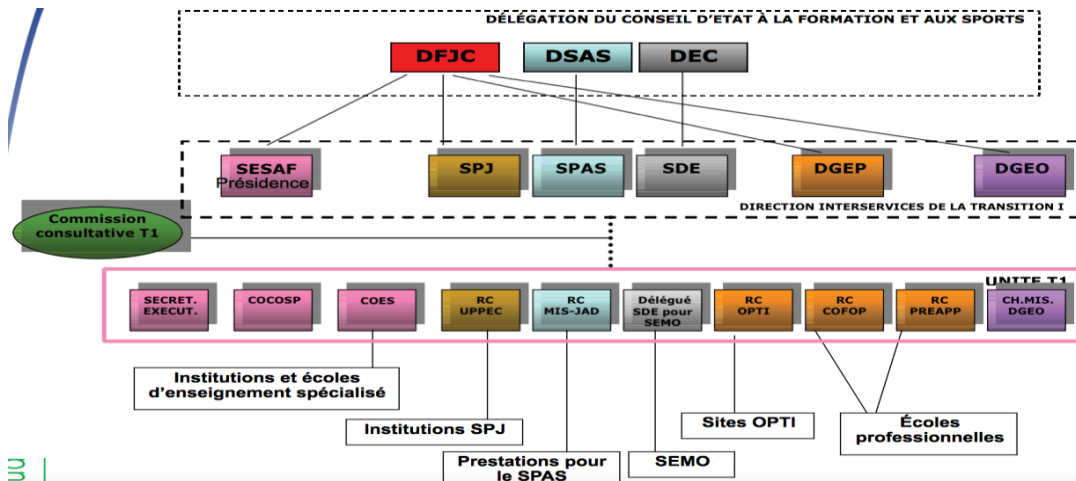 DÉLÉGATION DU CONSEIL D'ETAT À LA FORMATION ET AUX SPORTS
DFJC
DSAS
DEC
SESAF
Présidence
SPJ
SPAS
SDE
DGEP
DGEO
DIRECTION INTERSERVICES DE LA TRANSITION I
Commission
consultative T1
UNITE T1
SECRET.
EXECUT.
COCOSP
COES
RC
UPPEC
RC
MIS-JAD
Délégué
SDE pour
SEMO
RC
OPTI
RC
COFOP
RC
PREAPP
CH.MIS.
DGEO
Institutions et écoles
d'enseignement spécialisé
Institutions SPJ
Prestations pour
le SPAS
SEMO
Sites OPTI
Écoles
professionnelles